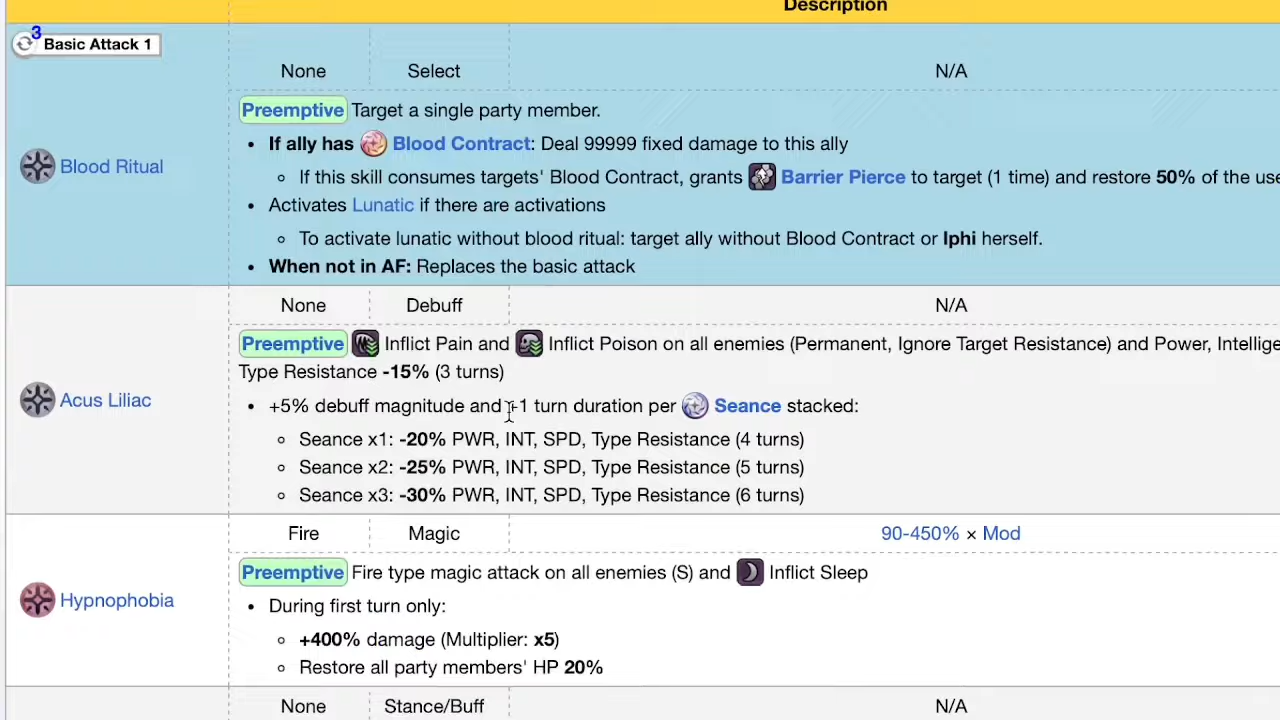 Description
3
Basic Attack 1
None Select N/A
Blood Ritual
Preemptive Target a single party member.
• If ally has Blood Contract: Deal 99999 fixed damage to this ally
◦ If this skill consumes targets' Blood Contract, grants Barrier Pierce to target (1 time) and restore 50% of the use
• Activates Lunatic if there are activations
◦ To activate lunatic without blood ritual: target ally without Blood Contract or Iphi herself.
• When not in AF: Replaces the basic attack
None Debuff N/A
Acus Liliac
Preemptive Inflict Pain and Inflict Poison on all enemies (Permanent, Ignore Target Resistance) and Power, Intellige
Type Resistance -15% (3 turns)
• +5% debuff magnitude and +1 turn duration per Seance stacked:
◦ Seance x1: -20% PWR, INT, SPD, Type Resistance (4 turns)
◦ Seance x2: -25% PWR, INT, SPD, Type Resistance (5 turns)
◦ Seance x3: -30% PWR, INT, SPD, Type Resistance (6 turns)
Fire Magic 90-450% × Mod
Hypnophobia
Preemptive Fire type magic attack on all enemies (S) and Inflict Sleep
• During first turn only:
◦ +400% damage (Multiplier: x5)
◦ Restore all party members' HP 20%
None Stance/Buff N/A